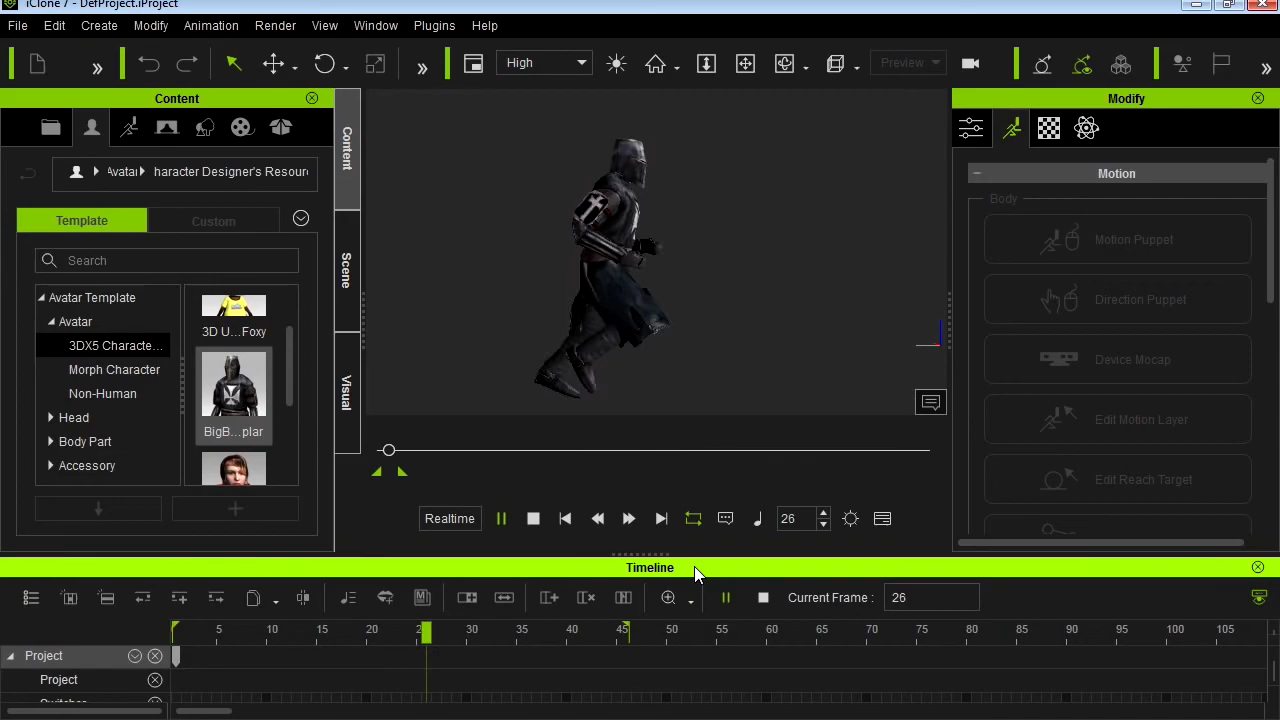 iClone 7 - DefProject.iProject
File Edit Create Modify Animation Render View Window Plugins Help
High
Preview
Content
Modify
Avatar haracter Designer's Resour
Template
Custom
Search
Avatar Template
Avatar
3DX5 Characte...
Morph Character
Non-Human
Head
Body Part
Accessory
3D U...Foxy
BigB...plar
Content
Scene
Visual
Motion
Body
Motion Puppet
Direction Puppet
Device Mocap
Edit Motion Layer
Edit Reach Target
Realtime
26
Timeline
Current Frame : 26
5 10 15 20 30 35 40 45 50 55 60 65 70 75 80 85 90 95 100 105
Project
Project